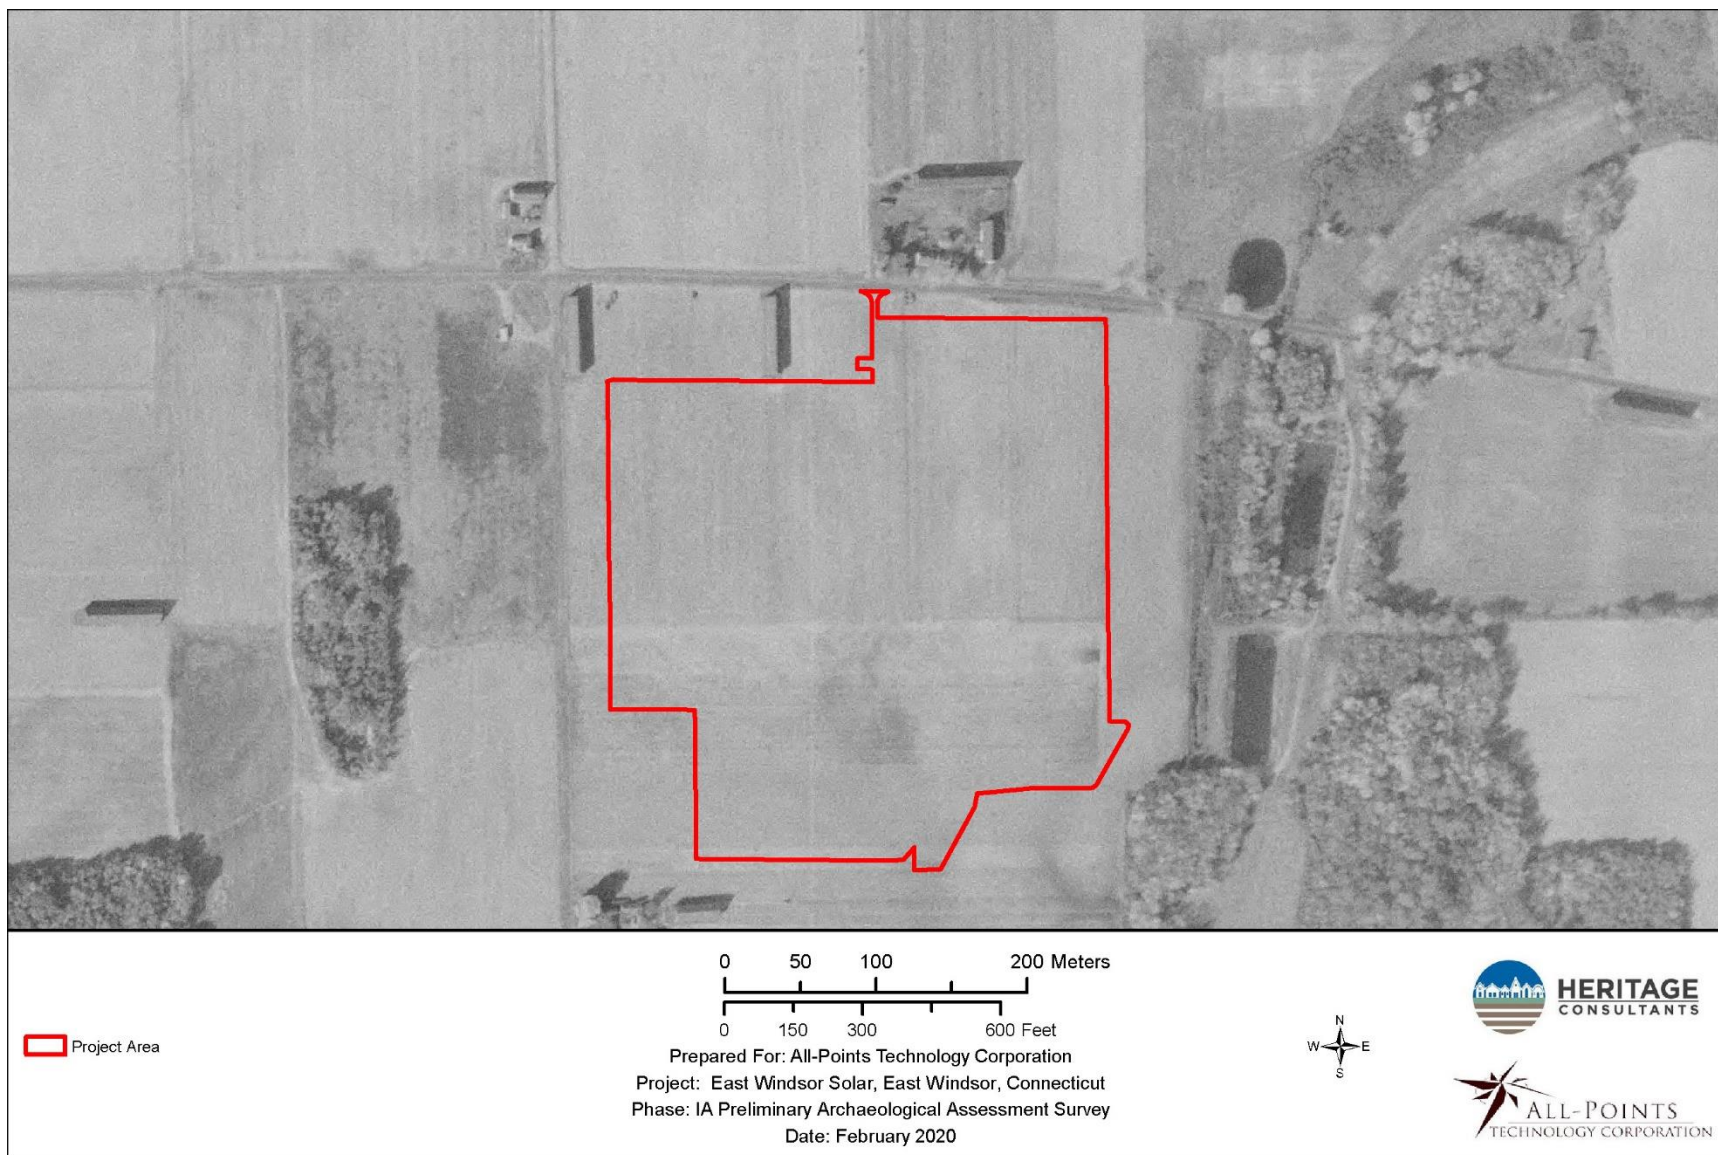 0 50 100 200 Meters
0 150 300 600 Feet
Project Area
Prepared For: All-Points Technology Corporation
Project: East Windsor Solar, East Windsor, Connecticut
Phase: IA Preliminary Archaeological Assessment Survey
Date: February 2020
N
W E
S
HERITAGE
CONSULTANTS
ALL-POINTS
TECHNOLOGY CORPORATION